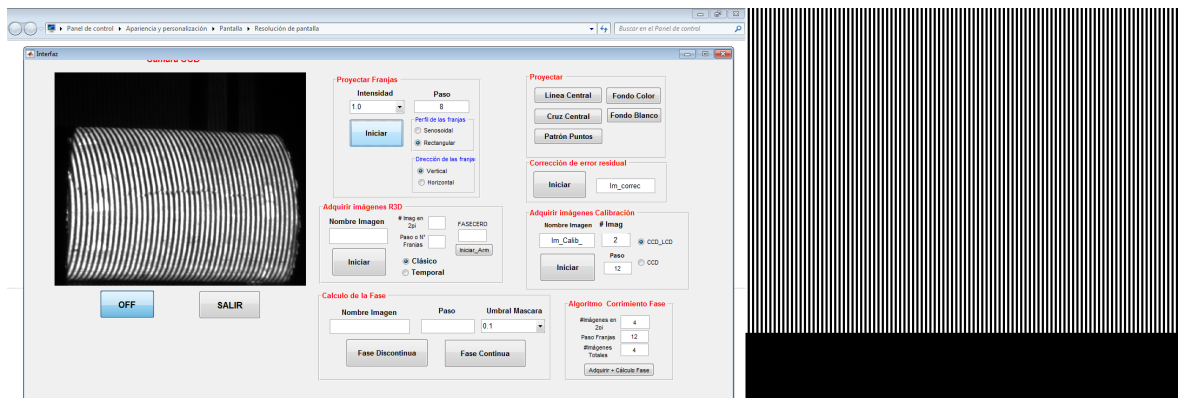 Panel de control ▸ Apariencia y personalización ▸ Pantalla ▸ Resolución de pantalla
Buscar en el Panel de control
Interfaz
Proyectar Franjas
Intensidad
Paso
1.0
8
Iniciar
Perfil de las franjas
Senosoidal
Rectangular
Dirección de las franja
Vertical
Horizontal
Proyectar
Linea Central
Fondo Color
Cruz Central
Fondo Blanco
Patrón Puntos
Corrección de error residual
Iniciar
Im_correc
Adquirir imágenes R3D
Nombre Imagen
# Imag en
2pi
FASECERO
Paso o N°
Franjas
Iniciar_Arm
Iniciar
Clásico
Temporal
Adquirir imágenes Calibración
Nombre Imagen
# Imag
Im_Calib_
2
CCD_LCD
Iniciar
Paso
12
CCD
OFF
SALIR
Calculo de la Fase
Nombre Imagen
Paso
Umbral Mascara
0.1
Fase Discontinua
Fase Continua
Algoritmo Corrimiento Fase
#Imágenes en
2pi
4
Paso Franjas
12
#Imágenes
Totales
4
Adquirir + Cálculo Fase